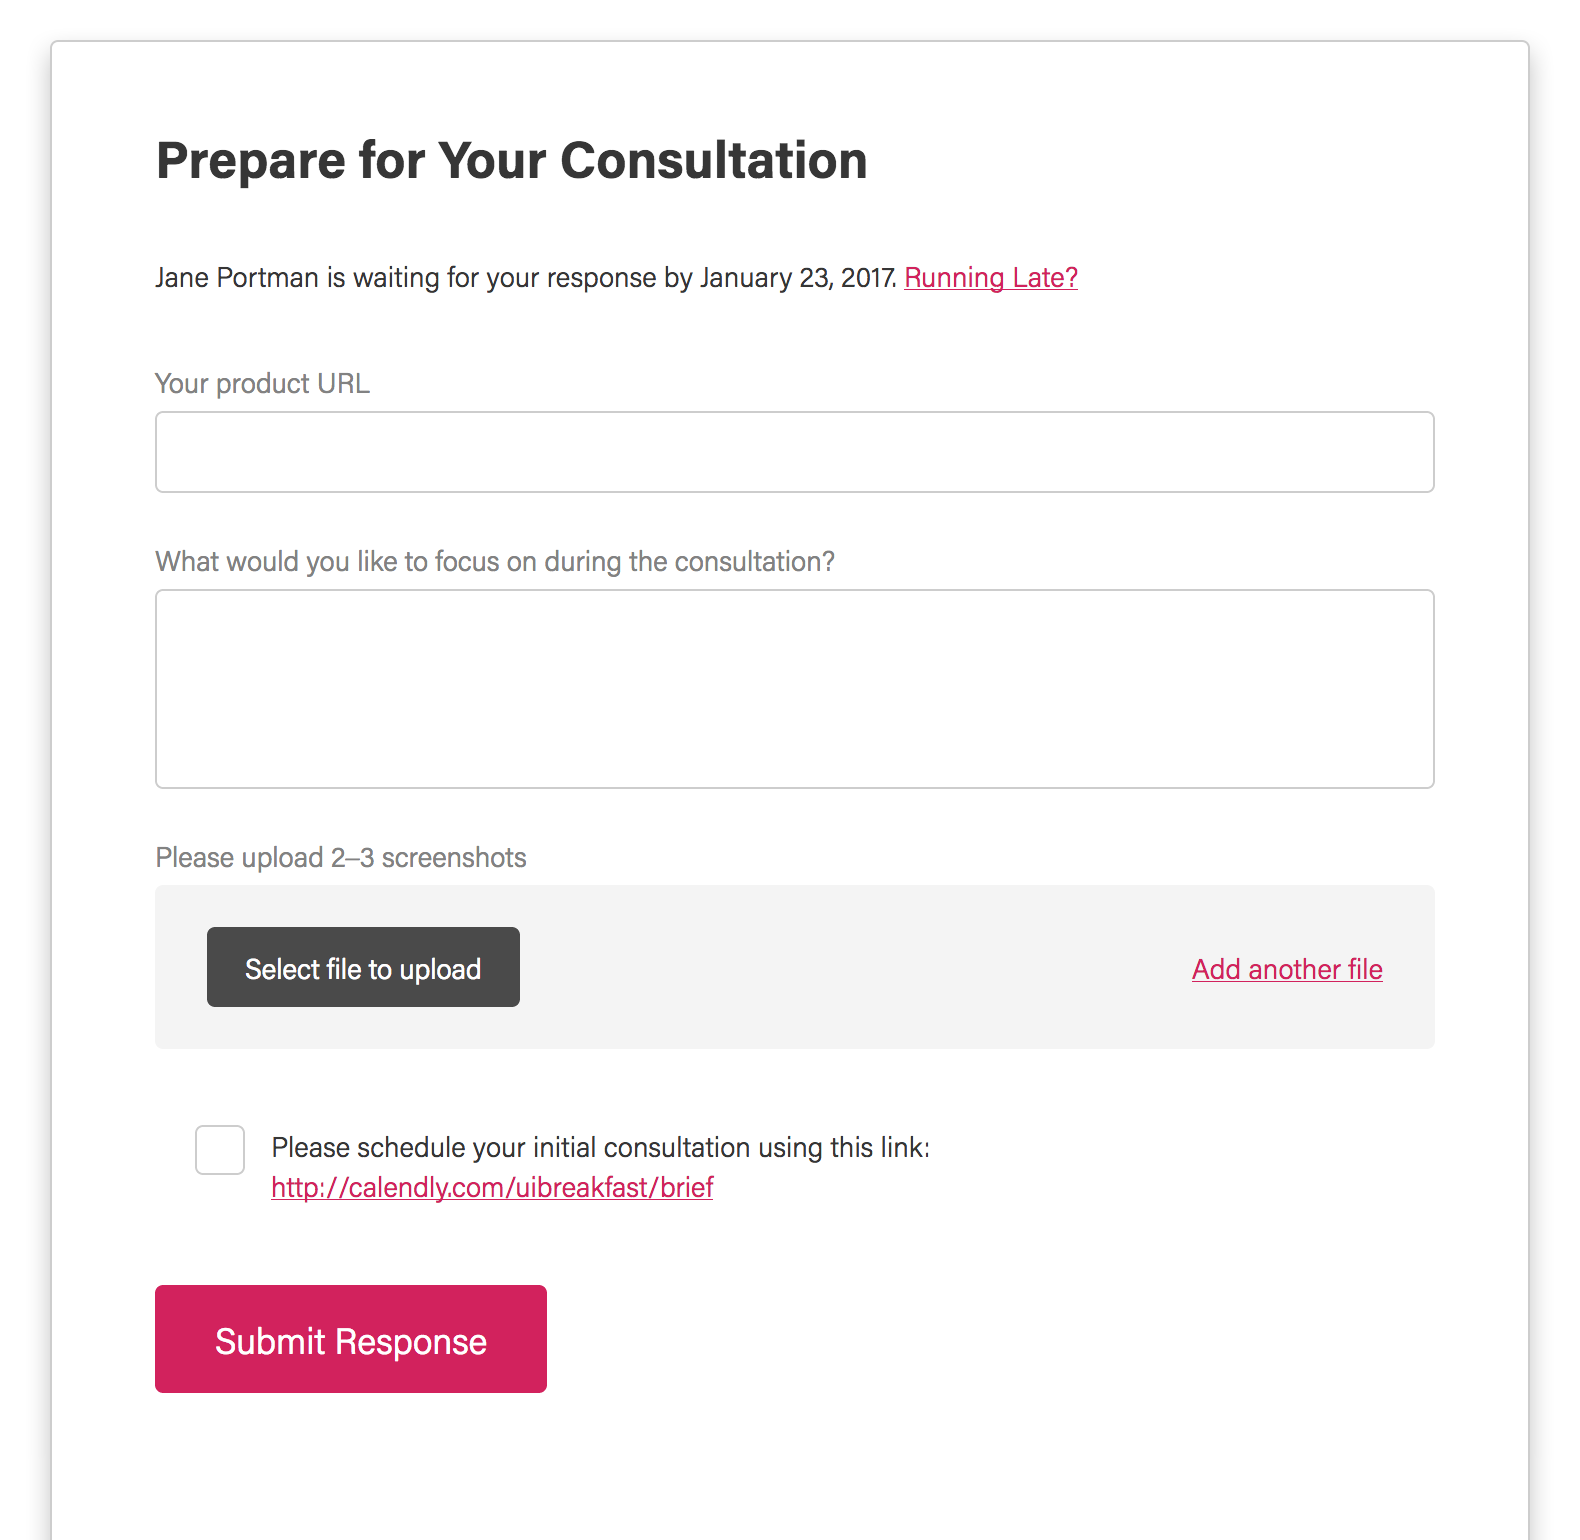 Prepare for Your Consultation
Jane Portman is waiting for your response by January 23, 2017. Running Late?
Your product URL
What would you like to focus on during the consultation?
Please upload 2–3 screenshots
Select file to upload
Add another file
Please schedule your initial consultation using this link:
http://calendly.com/uibreakfast/brief
Submit Response